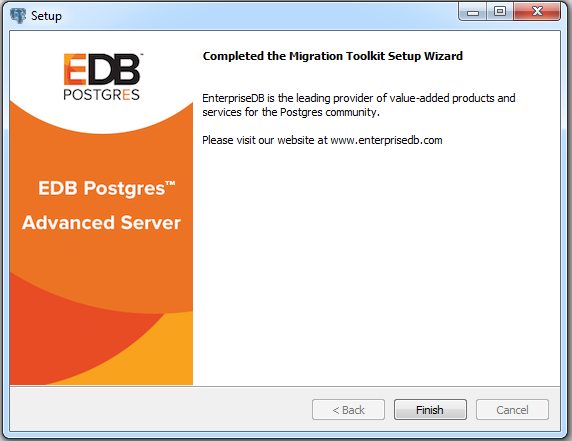 Setup
EDB™
POSTGRES
EDB Postgres™
Advanced Server
Completed the Migration Toolkit Setup Wizard
EnterpriseDB is the leading provider of value-added products and
services for the Postgres community.
Please visit our website at www.enterprisedb.com
< Back
Finish
Cancel